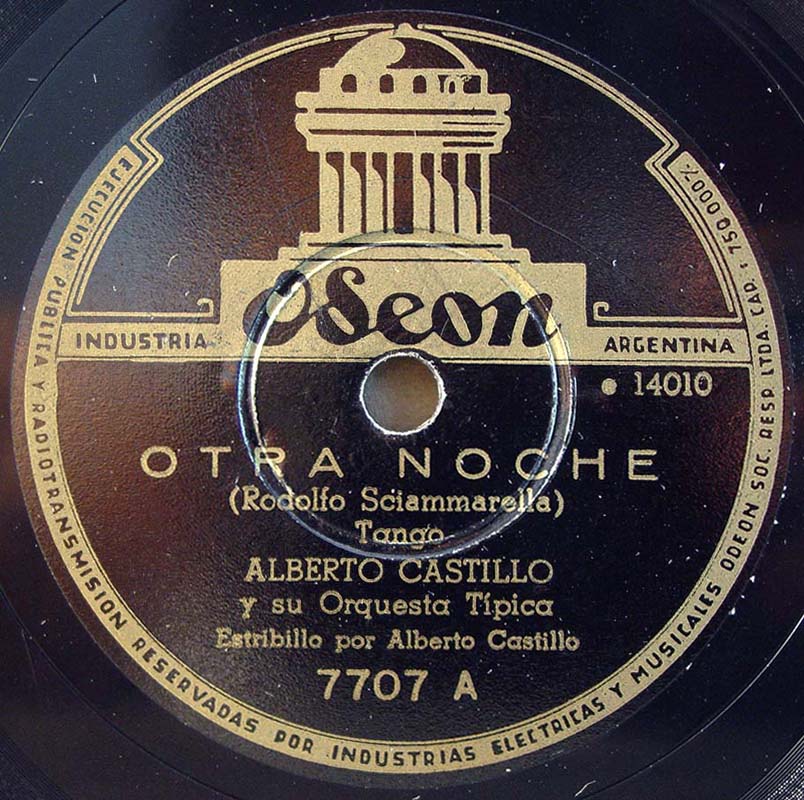 Odeon
INDUSTRIA ARGENTINA
• 14010
OTRA NOCHE
(Rodolfo Sciammarella)
Tango
ALBERTO CASTILLO
y su Orquesta Típica
Estribillo por Alberto Castillo
7707 A
EJECUCION PUBLICA Y RADIOTRANSMISION RESERVADAS POR INDUSTRIAS ELECTRICAS Y MUSICALES ODEON SOC. RESP LTDA. CAP: 750.000%